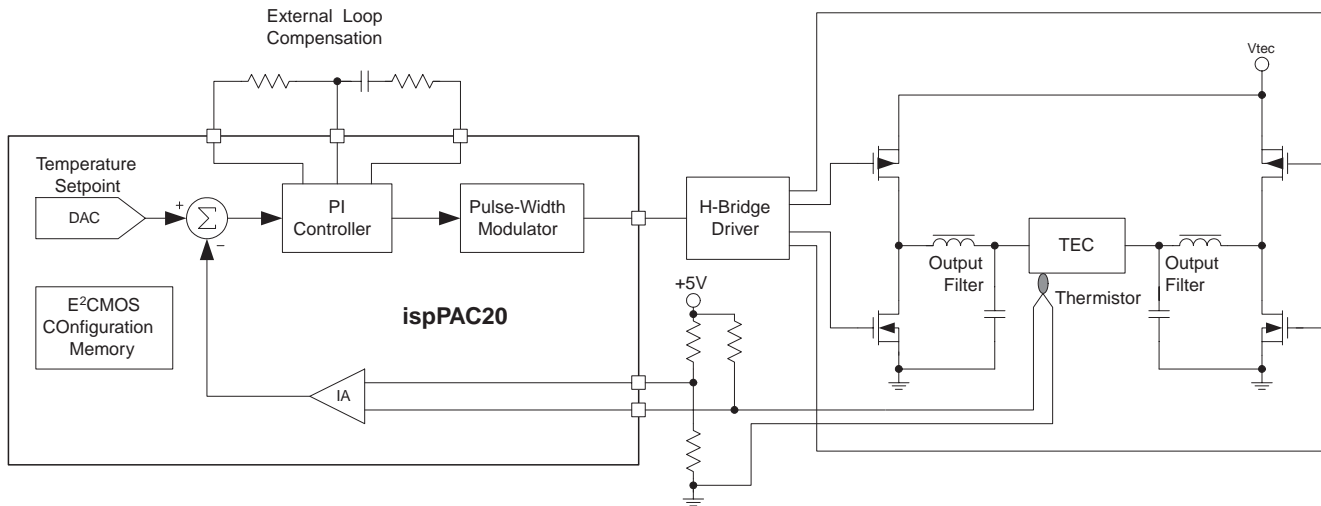 External Loop
Compensation
Vtec
Temperature
Setpoint
DAC
+
Σ
−
PI
Controller
Pulse-Width
Modulator
H-Bridge
Driver
TEC
Output
Filter
Output
Filter
Thermistor
+5V
E²CMOS
COnfiguration
Memory
ispPAC20
IA